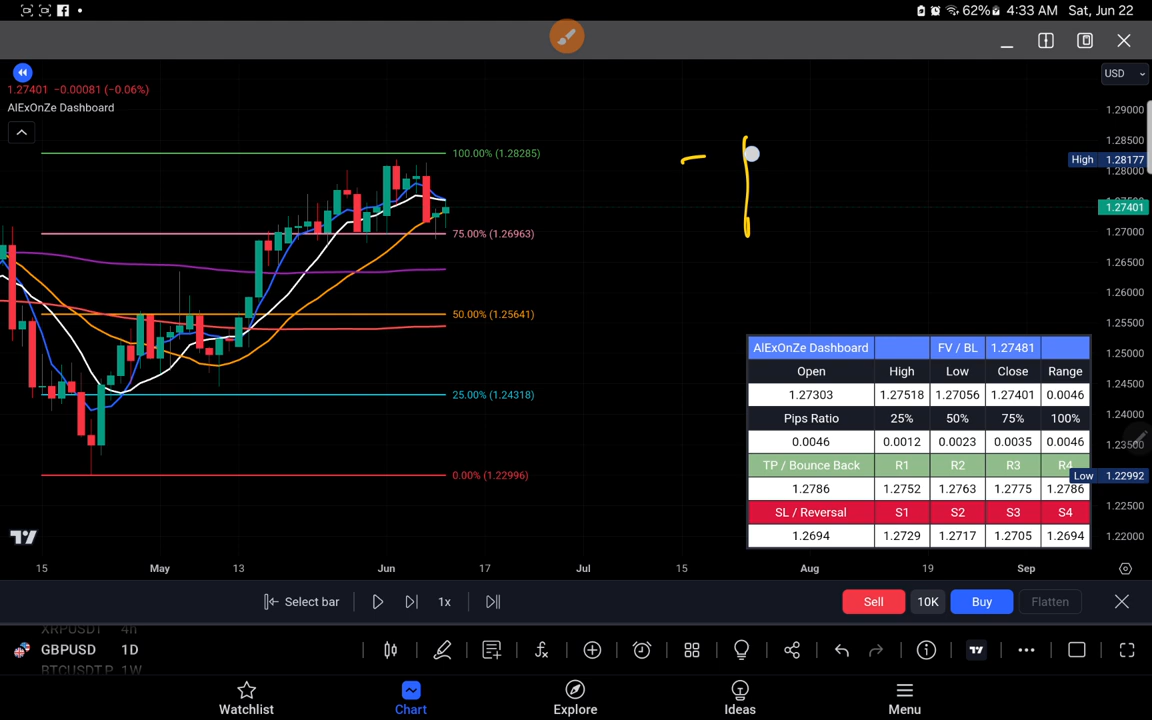 62% 4:33 AM Sat, Jun 22
USD
1.27401 −0.00081 (−0.06%)
AIExOnZe Dashboard
1.29000
1.28500
100.00% (1.28285)
High 1.28177
1.28000
1.27401
75.00% (1.26963)
1.27000
1.26500
1.26000
50.00% (1.25641)
1.25500
1.25000
1.24500
25.00% (1.24318)
1.24000
1.23500
0.00% (1.22996)
Low 1.22992
1.22500
1.22000
AIExOnZe Dashboard FV / BL 1.27481
Open High Low Close Range
1.27303 1.27518 1.27056 1.27401 0.0046
Pips Ratio 25% 50% 75% 100%
0.0046 0.0012 0.0023 0.0035 0.0046
TP / Bounce Back R1 R2 R3 R4
1.2786 1.2752 1.2763 1.2775 1.2786
SL / Reversal S1 S2 S3 S4
1.2694 1.2729 1.2717 1.2705 1.2694
15 May 13 Jun 17 Jul 15 Aug 19 Sep
Select bar 1x Sell 10K Buy Flatten
XRPUSDT 4h
GBPUSD 1D
BTCUSDT.P 1W
Watchlist Chart Explore Ideas Menu